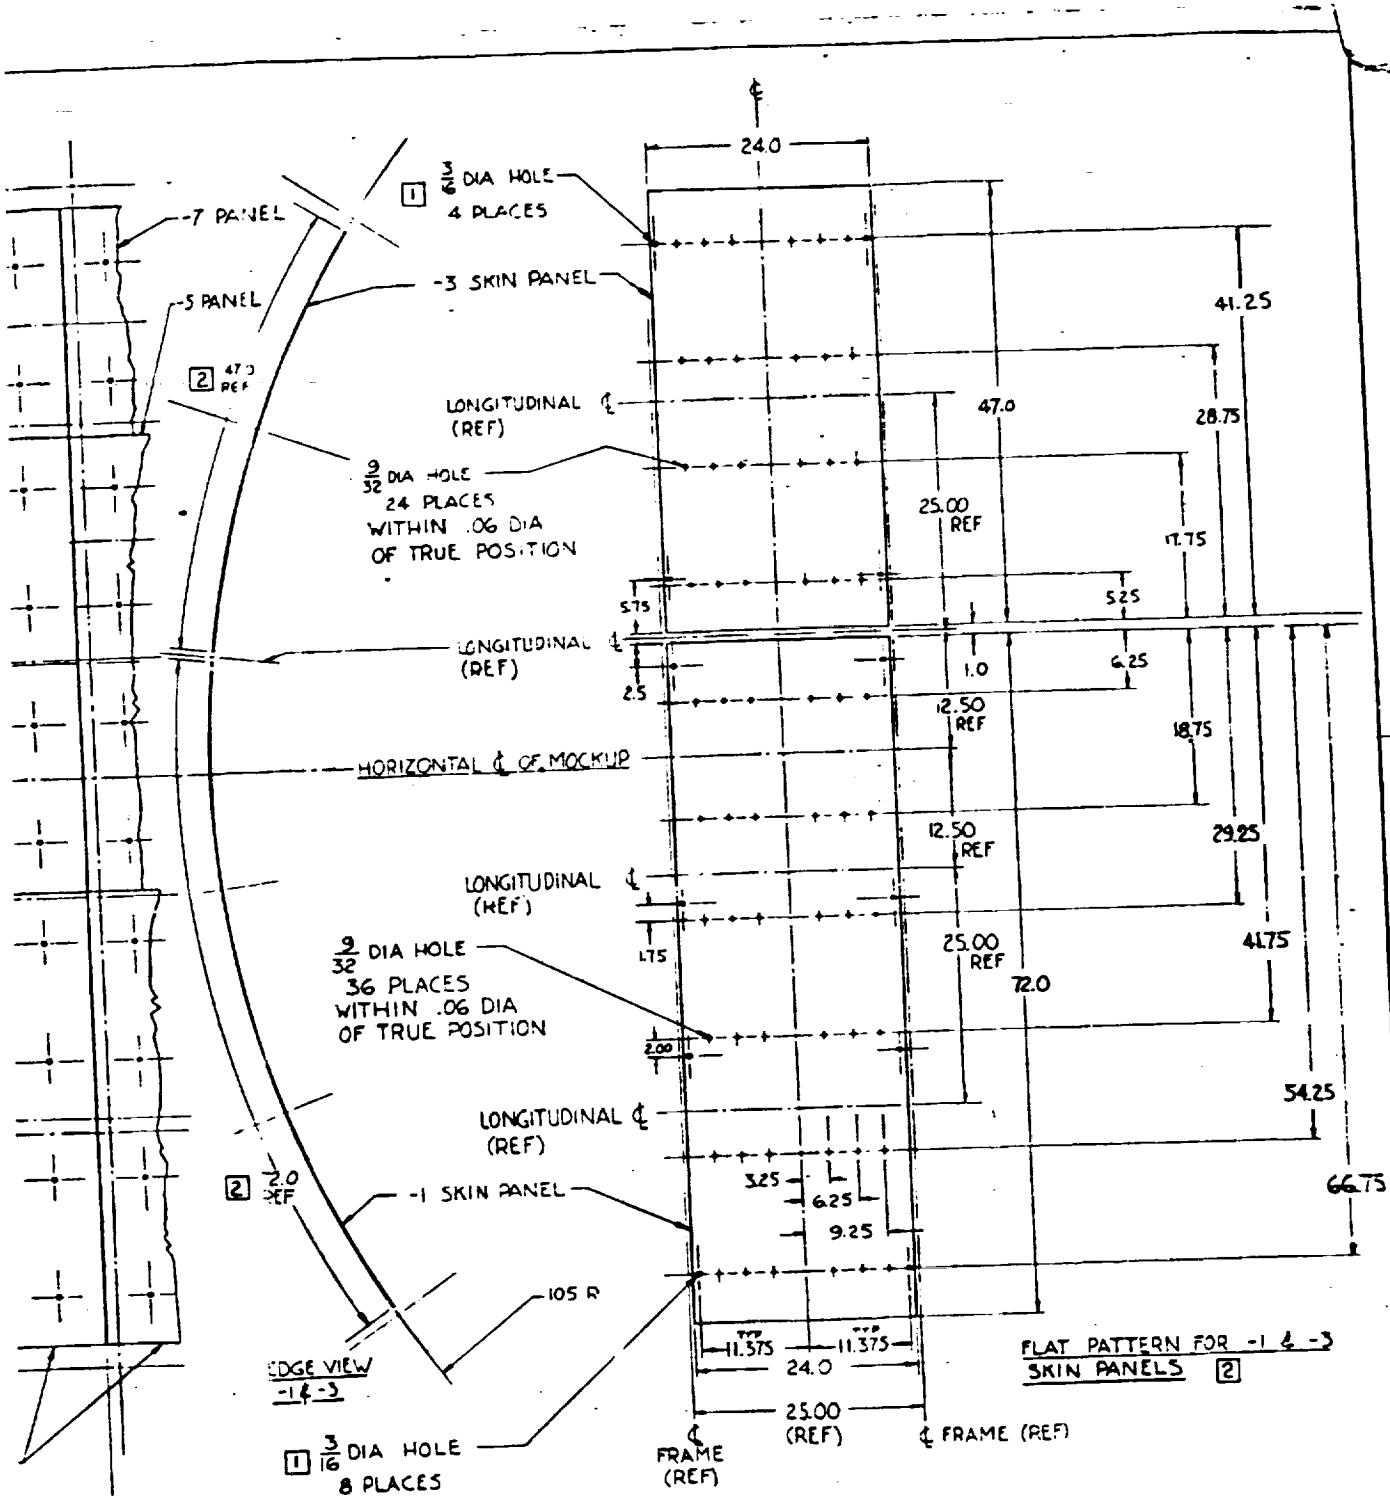 ℄
24.0
1 3/16 DIA HOLE
4 PLACES
-7 PANEL
-3 SKIN PANEL
-5 PANEL
41.25
2 47.0
REF
LONGITUDINAL ℄
(REF)
47.0
28.75
9/32 DIA HOLE
24 PLACES
WITHIN .06 DIA
OF TRUE POSITION
25.00
REF
17.75
5.75
5.25
LONGITUDINAL ℄
(REF)
2.5
1.0
6.25
12.50
REF
18.75
HORIZONTAL ℄ OF MOCKUP
12.50
REF
29.25
LONGITUDINAL ℄
(REF)
1.75
25.00
REF
41.75
9/32 DIA HOLE
36 PLACES
WITHIN .06 DIA
OF TRUE POSITION
72.0
2.00
54.25
LONGITUDINAL ℄
(REF)
3.25
6.25
9.25
66.75
2 72.0
REF
-1 SKIN PANEL
105 R
TYP
11.375
TYP
11.375
24.0
EDGE VIEW
-1 & -3
FLAT PATTERN FOR -1 & -3
SKIN PANELS 2
25.00
(REF)
1 3/16 DIA HOLE
8 PLACES
℄
FRAME
(REF)
℄ FRAME (REF)